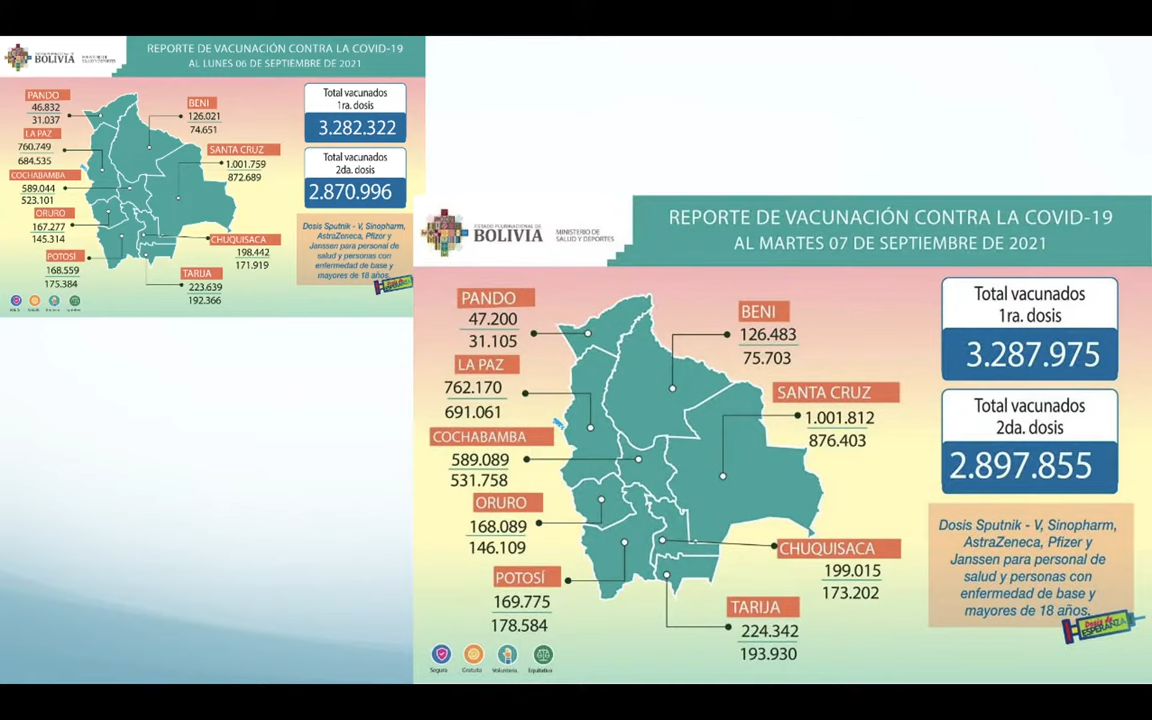 BOLIVIA
REPORTE DE VACUNACIÓN CONTRA LA COVID-19
AL LUNES 06 DE SEPTIEMBRE DE 2021
PANDO
46.832
31.037
LA PAZ
760.749
684.535
COCHABAMBA
589.044
523.101
ORURO
167.277
145.314
POTOSÍ
168.559
175.384
BENI
126.021
74.651
SANTA CRUZ
1.001.759
872.689
CHUQUISACA
198.442
171.919
TARIJA
223.639
192.366
Total vacunados
1ra. dosis
3.282.322
Total vacunados
2da. dosis
2.870.996
Dosis Sputnik - V, Sinopharm,
AstraZeneca, Pfizer y
Janssen para personal de
salud y personas con
enfermedad de base y
mayores de 18 años.
ESTADO PLURINACIONAL DE
BOLIVIA
MINISTERIO DE
SALUD Y DEPORTES
REPORTE DE VACUNACIÓN CONTRA LA COVID-19
AL MARTES 07 DE SEPTIEMBRE DE 2021
PANDO
47.200
31.105
LA PAZ
762.170
691.061
COCHABAMBA
589.089
531.758
ORURO
168.089
146.109
POTOSÍ
169.775
178.584
BENI
126.483
75.703
SANTA CRUZ
1.001.812
876.403
CHUQUISACA
199.015
173.202
TARIJA
224.342
193.930
Total vacunados
1ra. dosis
3.287.975
Total vacunados
2da. dosis
2.897.855
Dosis Sputnik - V, Sinopharm,
AstraZeneca, Pfizer y
Janssen para personal de
salud y personas con
enfermedad de base y
mayores de 18 años.
Dosis de
ESPERANZA
Segura
Gratuita
Voluntaria
Equitativa